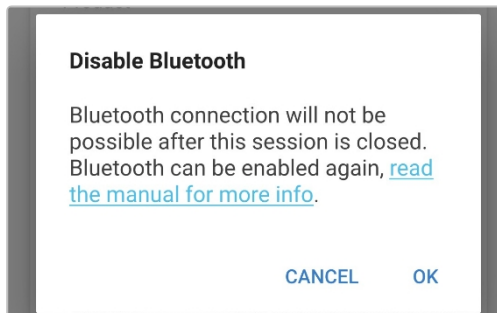 Disable Bluetooth
Bluetooth connection will not be
possible after this session is closed.
Bluetooth can be enabled again, read
the manual for more info.
CANCEL OK